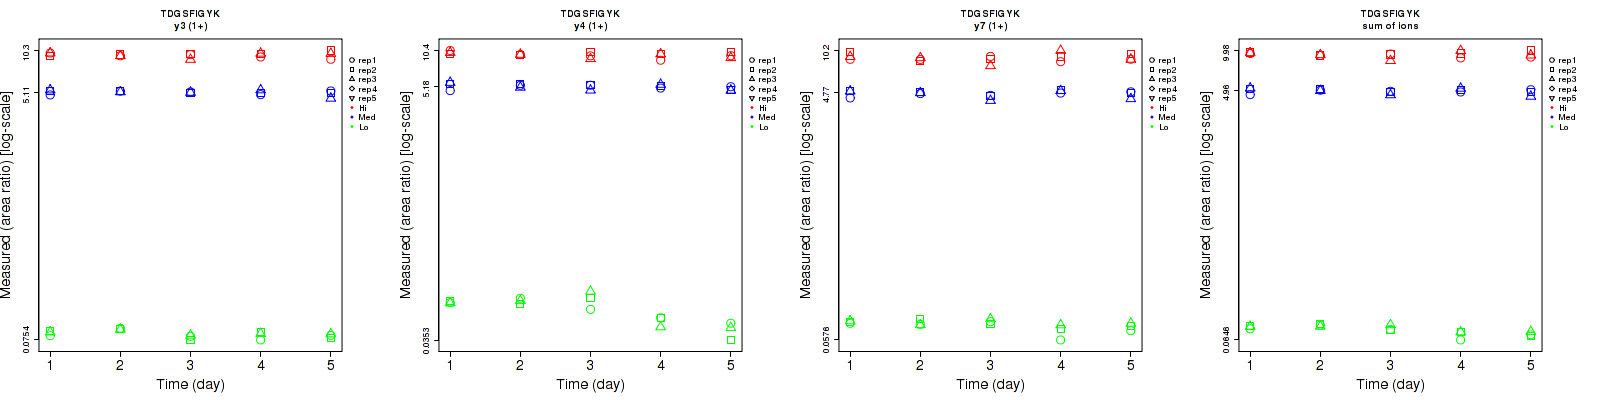 TDGSFIGYK
y3 (1+)
Measured (area ratio) [log-scale]
10.3
5.11
0.0754
1 2 3 4 5
Time (day)
rep1
rep2
rep3
rep4
rep5
Hi
Med
Lo
TDGSFIGYK
y4 (1+)
Measured (area ratio) [log-scale]
10.4
5.18
0.0353
1 2 3 4 5
Time (day)
rep1
rep2
rep3
rep4
rep5
Hi
Med
Lo
TDGSFIGYK
y7 (1+)
Measured (area ratio) [log-scale]
10.2
4.77
0.0576
1 2 3 4 5
Time (day)
rep1
rep2
rep3
rep4
rep5
Hi
Med
Lo
TDGSFIGYK
sum of ions
Measured (area ratio) [log-scale]
9.98
4.96
0.0646
1 2 3 4 5
Time (day)
rep1
rep2
rep3
rep4
rep5
Hi
Med
Lo